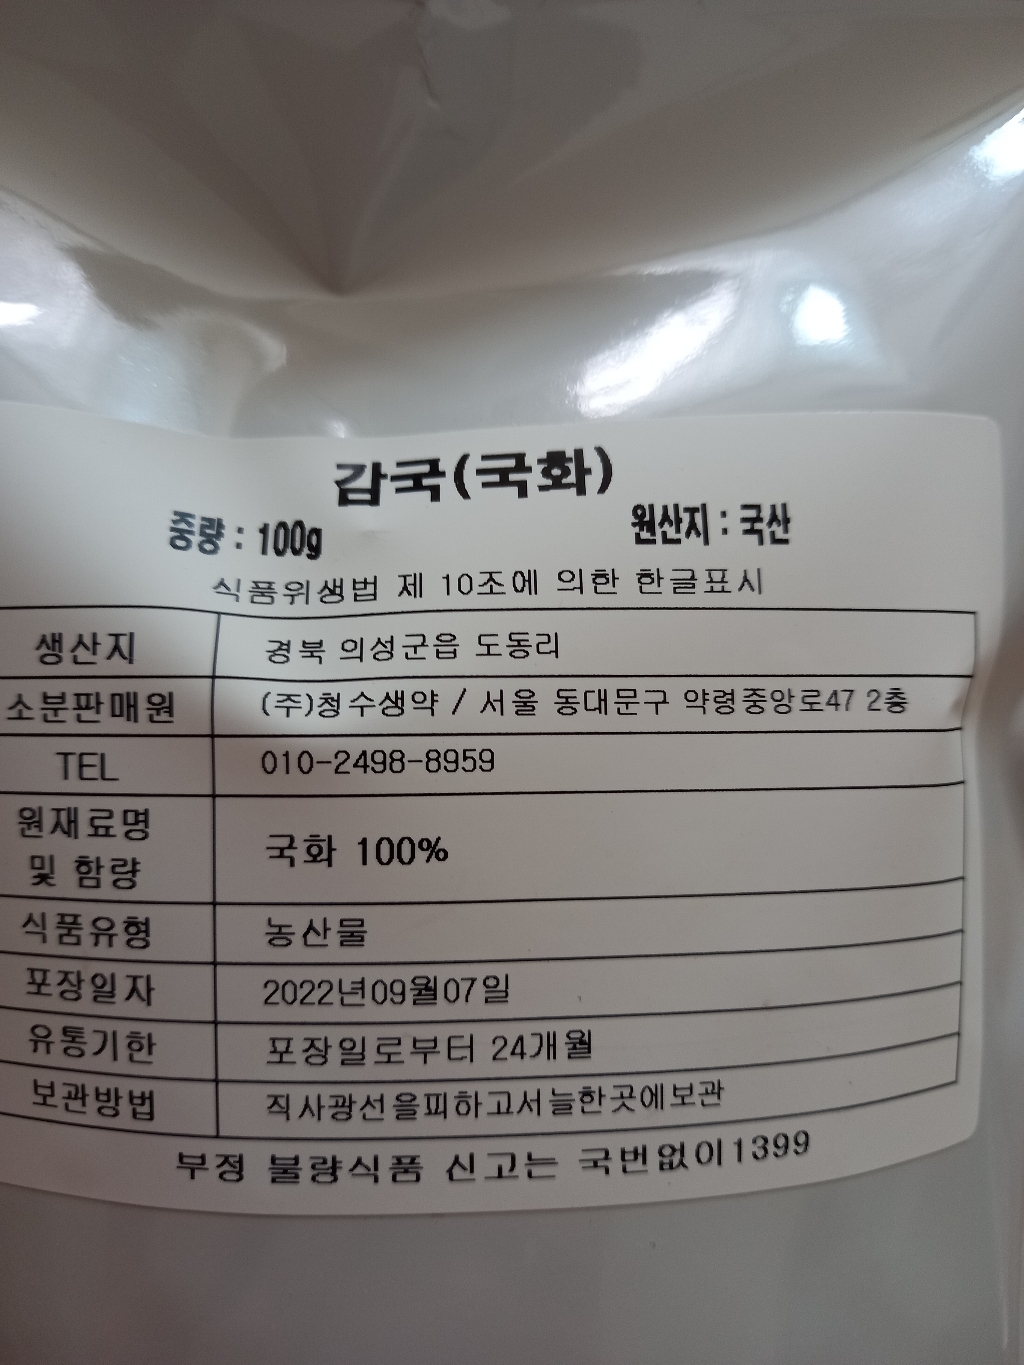 감국(국화)
중량 : 100g 원산지 : 국산
식품위생법 제 10조에 의한 한글표시
생산지 경북 의성군읍 도동리
소분판매원 (주)청수생약 / 서울 동대문구 약령중앙로47 2층
TEL 010-2498-8959
원재료명
및 함량 국화 100%
식품유형 농산물
포장일자 2022년09월07일
유통기한 포장일로부터 24개월
보관방법 직사광선을피하고서늘한곳에보관
부정 불량식품 신고는 국번없이1399